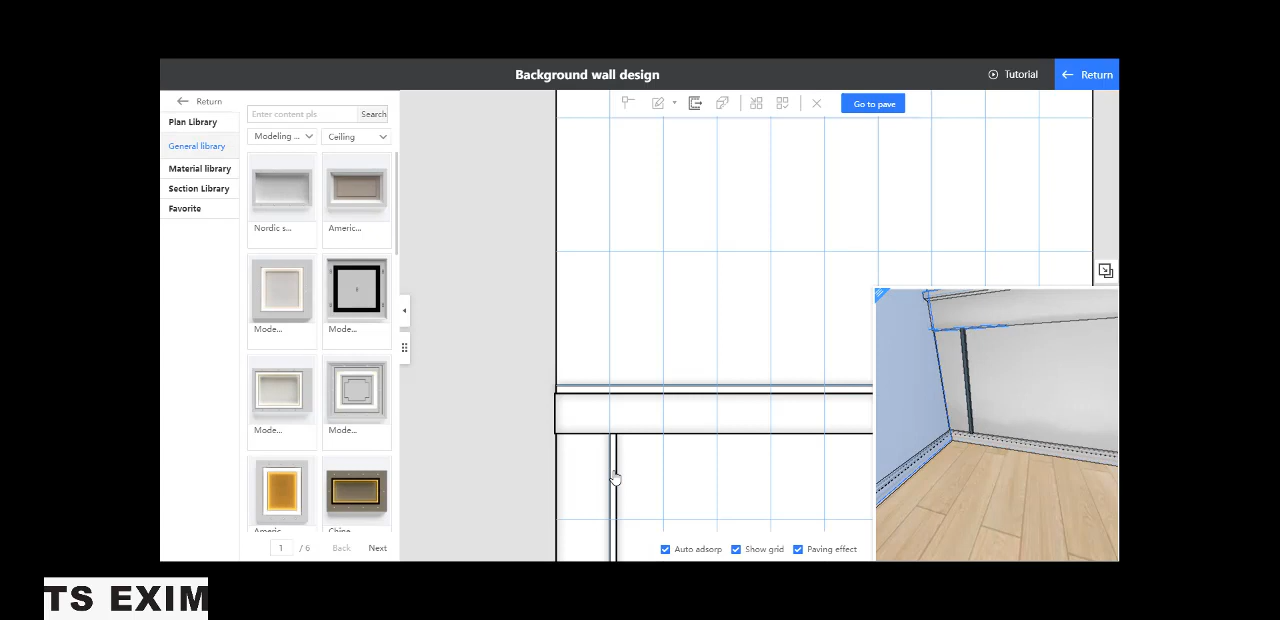 Background wall design
Tutorial
Return
Return
Plan Library
General library
Material library
Section Library
Favorite
Enter content pls
Search
Modeling ...
Ceiling
Nordic s...
Americ...
Mode...
Mode...
Mode...
Mode...
Americ...
Chine...
1 / 6 Back Next
Go to pave
Auto adsorp
Show grid
Paving effect
TS EXIM